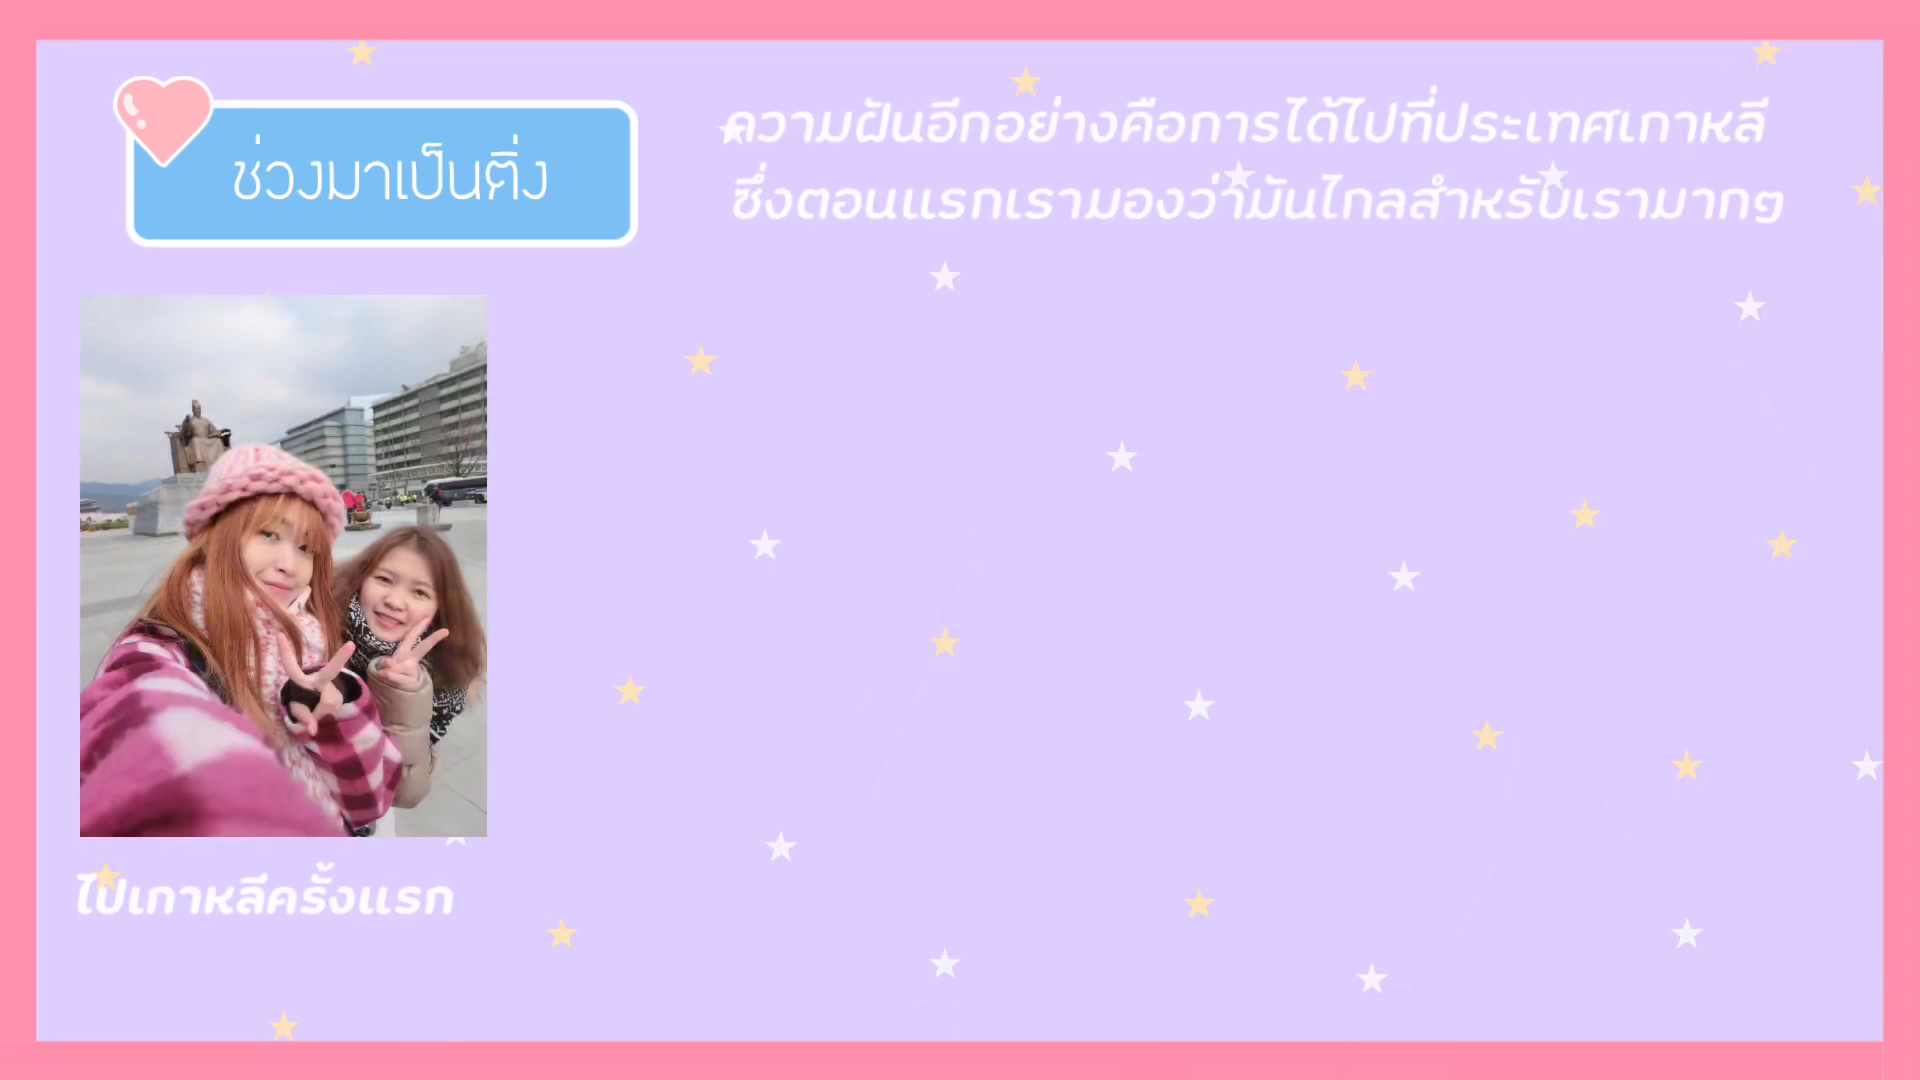 ช่วงมาเป็นติ่ง
ความฝันอีกอย่างคือการได้ไปที่ประเทศเกาหลี
ซึ่งตอนแรกเรามองว่ามันไกลสำหรับเรามากๆ
ไปเกาหลีครั้งแรก